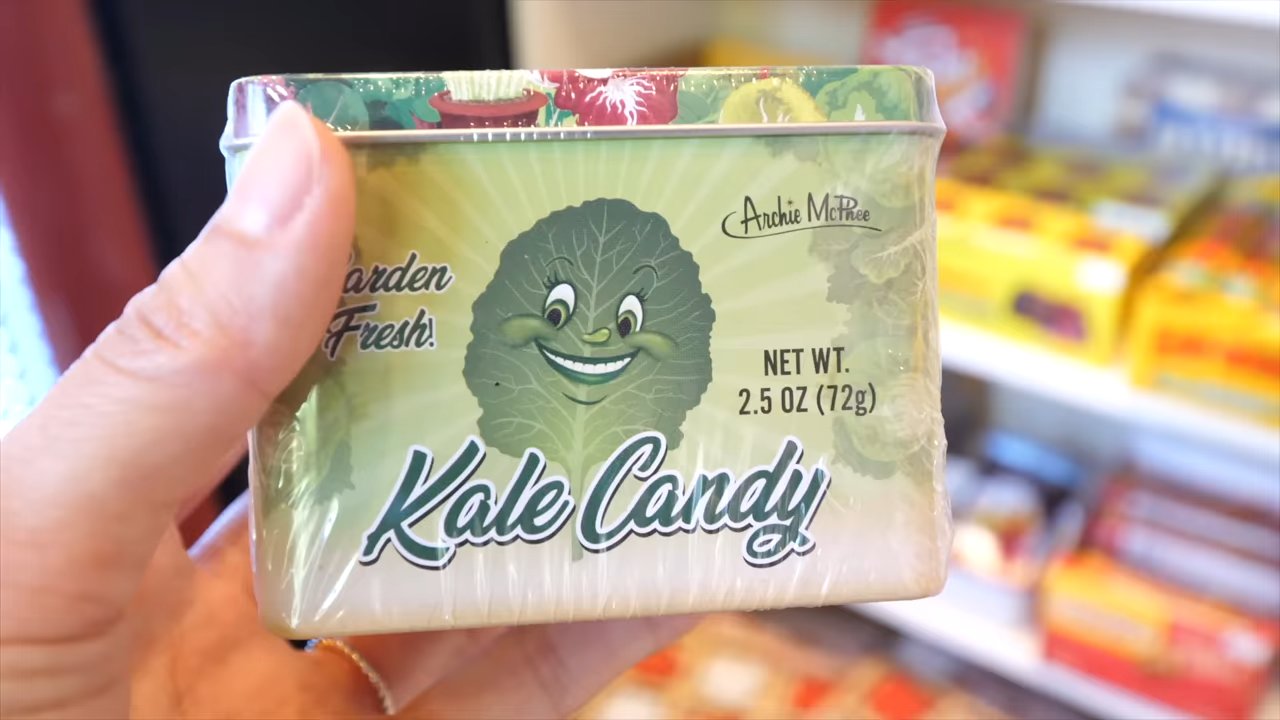 Archie McPhee
Garden
Fresh!
NET WT.
2.5 OZ (72g)
Kale Candy